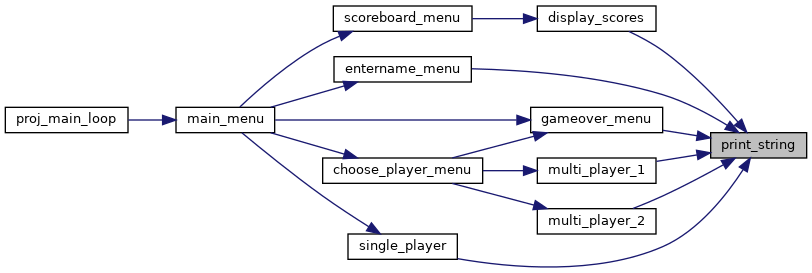 scoreboard_menu
display_scores
entername_menu
proj_main_loop
main_menu
gameover_menu
print_string
choose_player_menu
multi_player_1
multi_player_2
single_player